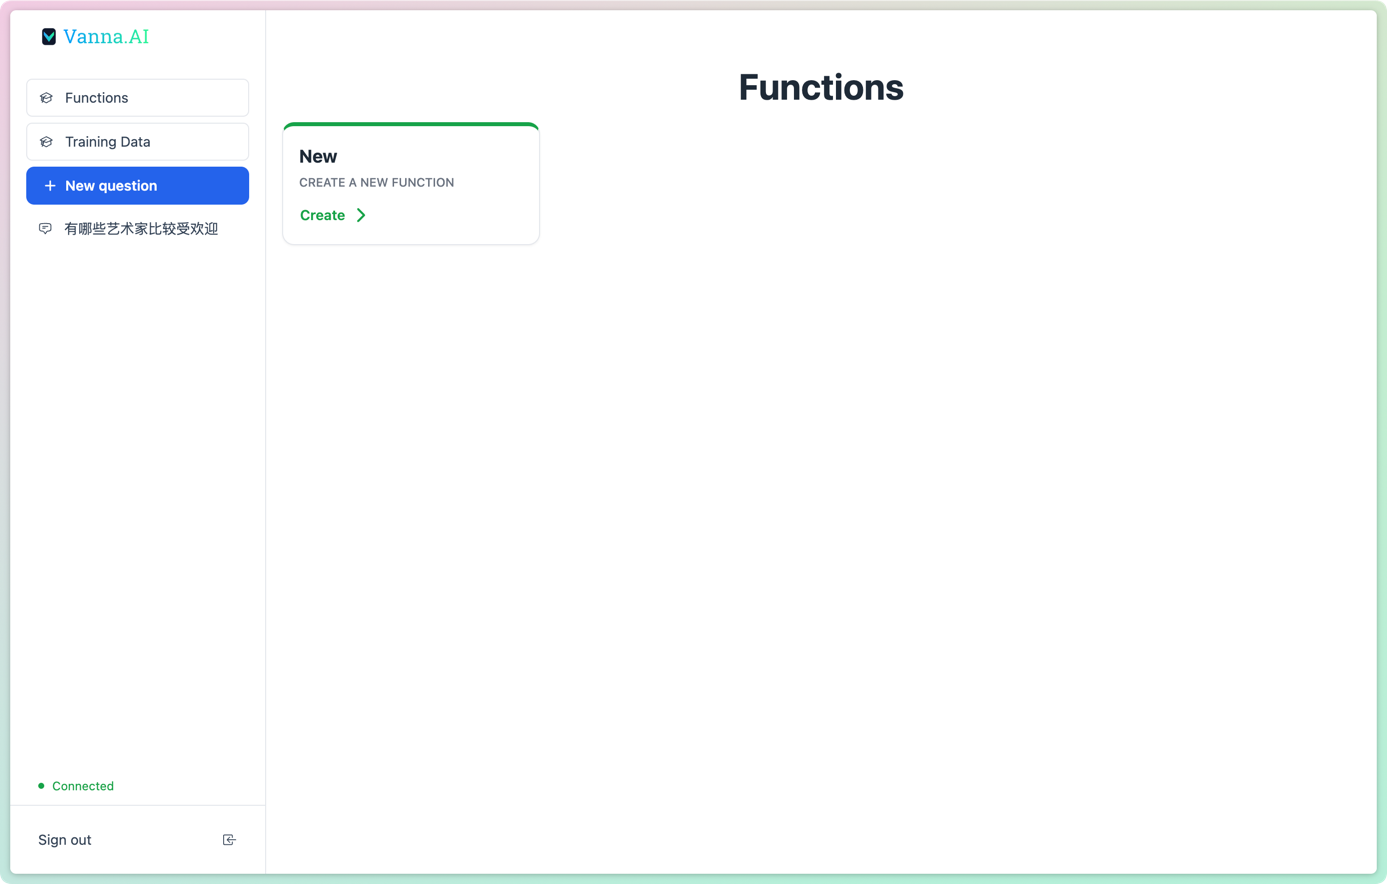 Vanna.AI
Functions
Training Data
New question
有哪些艺术家比较受欢迎
Connected
Sign out
Functions
New
CREATE A NEW FUNCTION
Create